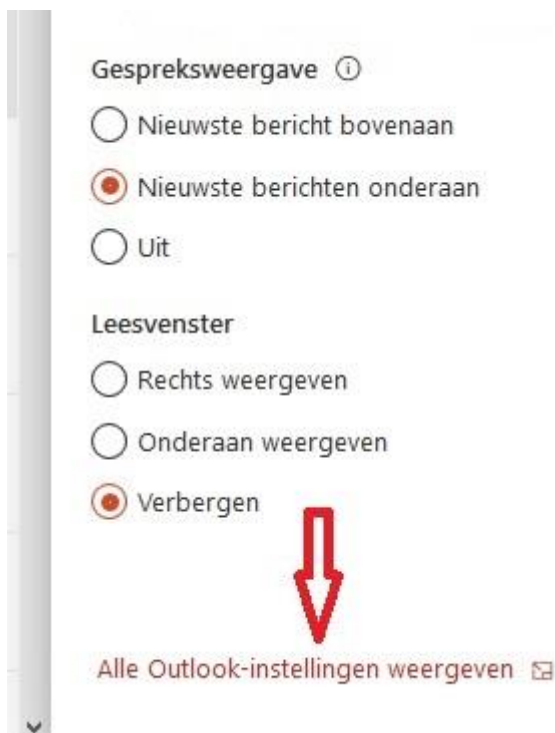 Gespreksweergave
Nieuwste bericht bovenaan
Nieuwste berichten onderaan
Uit
Leesvenster
Rechts weergeven
Onderaan weergeven
Verbergen
Alle Outlook-instellingen weergeven